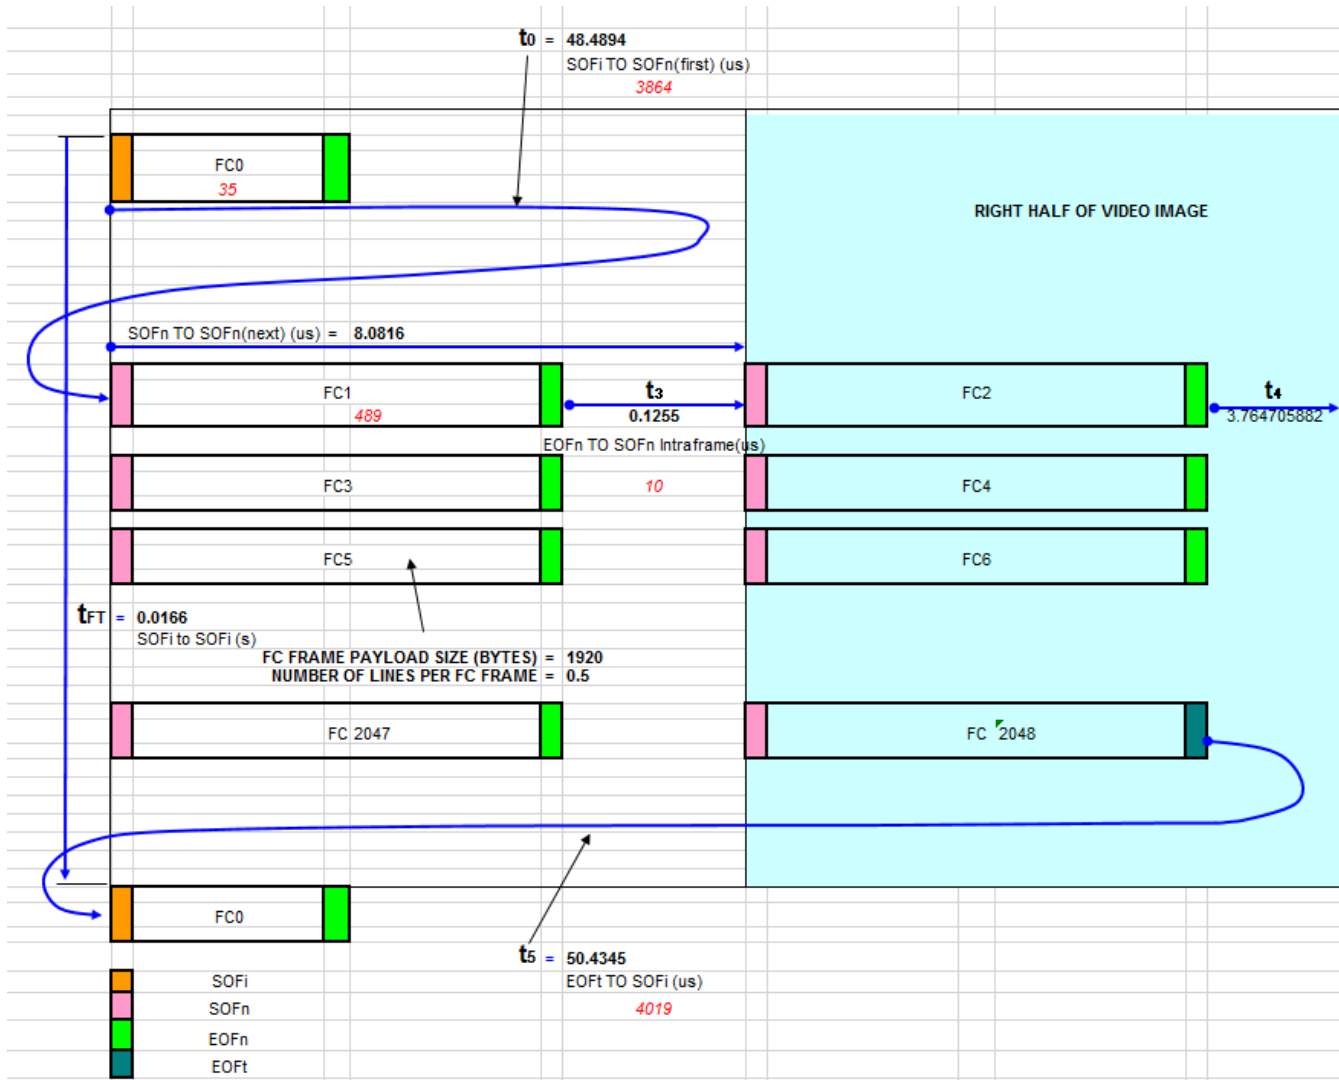 t0 = 48.4894
SOFi TO SOFn(first) (us)
3864
FC0
35
RIGHT HALF OF VIDEO IMAGE
SOFn TO SOFn(next) (us) = 8.0816
FC1
489
t3
0.1255
FC2
t4
3.764705882
EOFn TO SOFn Intraframe(us)
FC3
10
FC4
FC5
FC6
tFT = 0.0166
SOFi to SOFi (s)
FC FRAME PAYLOAD SIZE (BYTES) = 1920
NUMBER OF LINES PER FC FRAME = 0.5
FC 2047
FC 2048
FC0
t5 = 50.4345
EOFt TO SOFi (us)
4019
SOFi
SOFn
EOFn
EOFt